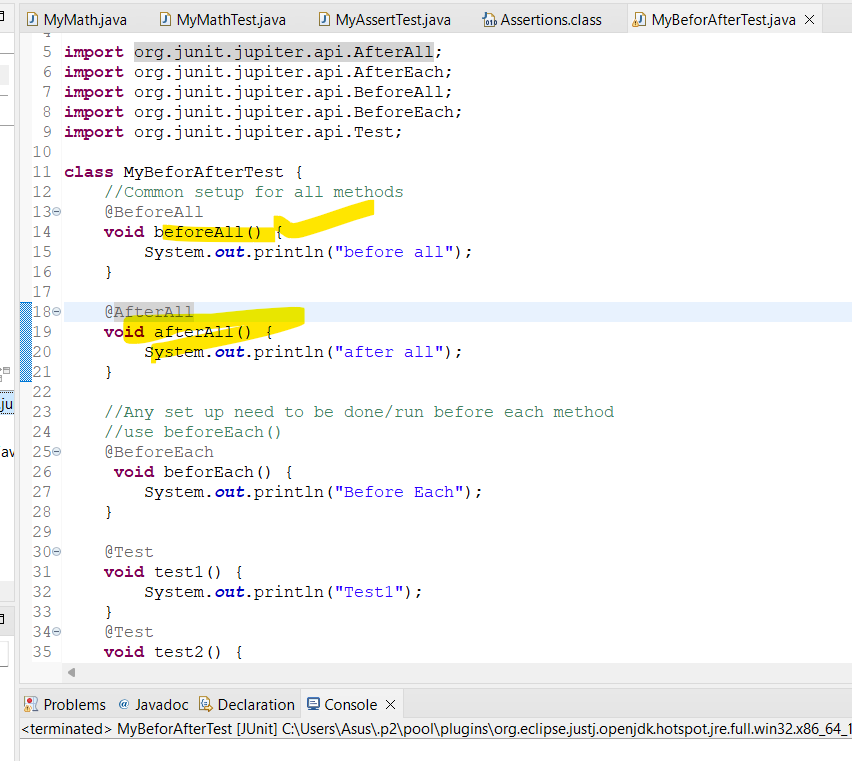 MyMath.java MyMathTest.java MyAssertTest.java Assertions.class MyBeforAfterTest.java
5 import org.junit.jupiter.api.AfterAll;
6 import org.junit.jupiter.api.AfterEach;
7 import org.junit.jupiter.api.BeforeAll;
8 import org.junit.jupiter.api.BeforeEach;
9 import org.junit.jupiter.api.Test;
10
11 class MyBeforAfterTest {
12 //Common setup for all methods
13 @BeforeAll
14 void beforeAll() {
15 System.out.println("before all");
16 }
17
18 @AfterAll
19 void afterAll() {
20 System.out.println("after all");
21 }
22
23 //Any set up need to be done/run before each method
24 //use beforeEach()
25 @BeforeEach
26 void beforEach() {
27 System.out.println("Before Each");
28 }
29
30 @Test
31 void test1() {
32 System.out.println("Test1");
33 }
34 @Test
35 void test2() {
Problems @ Javadoc Declaration Console
<terminated> MyBeforAfterTest [JUnit] C:\Users\Asus\.p2\pool\plugins\org.eclipse.justj.openjdk.hotspot.jre.full.win32.x86_64_1